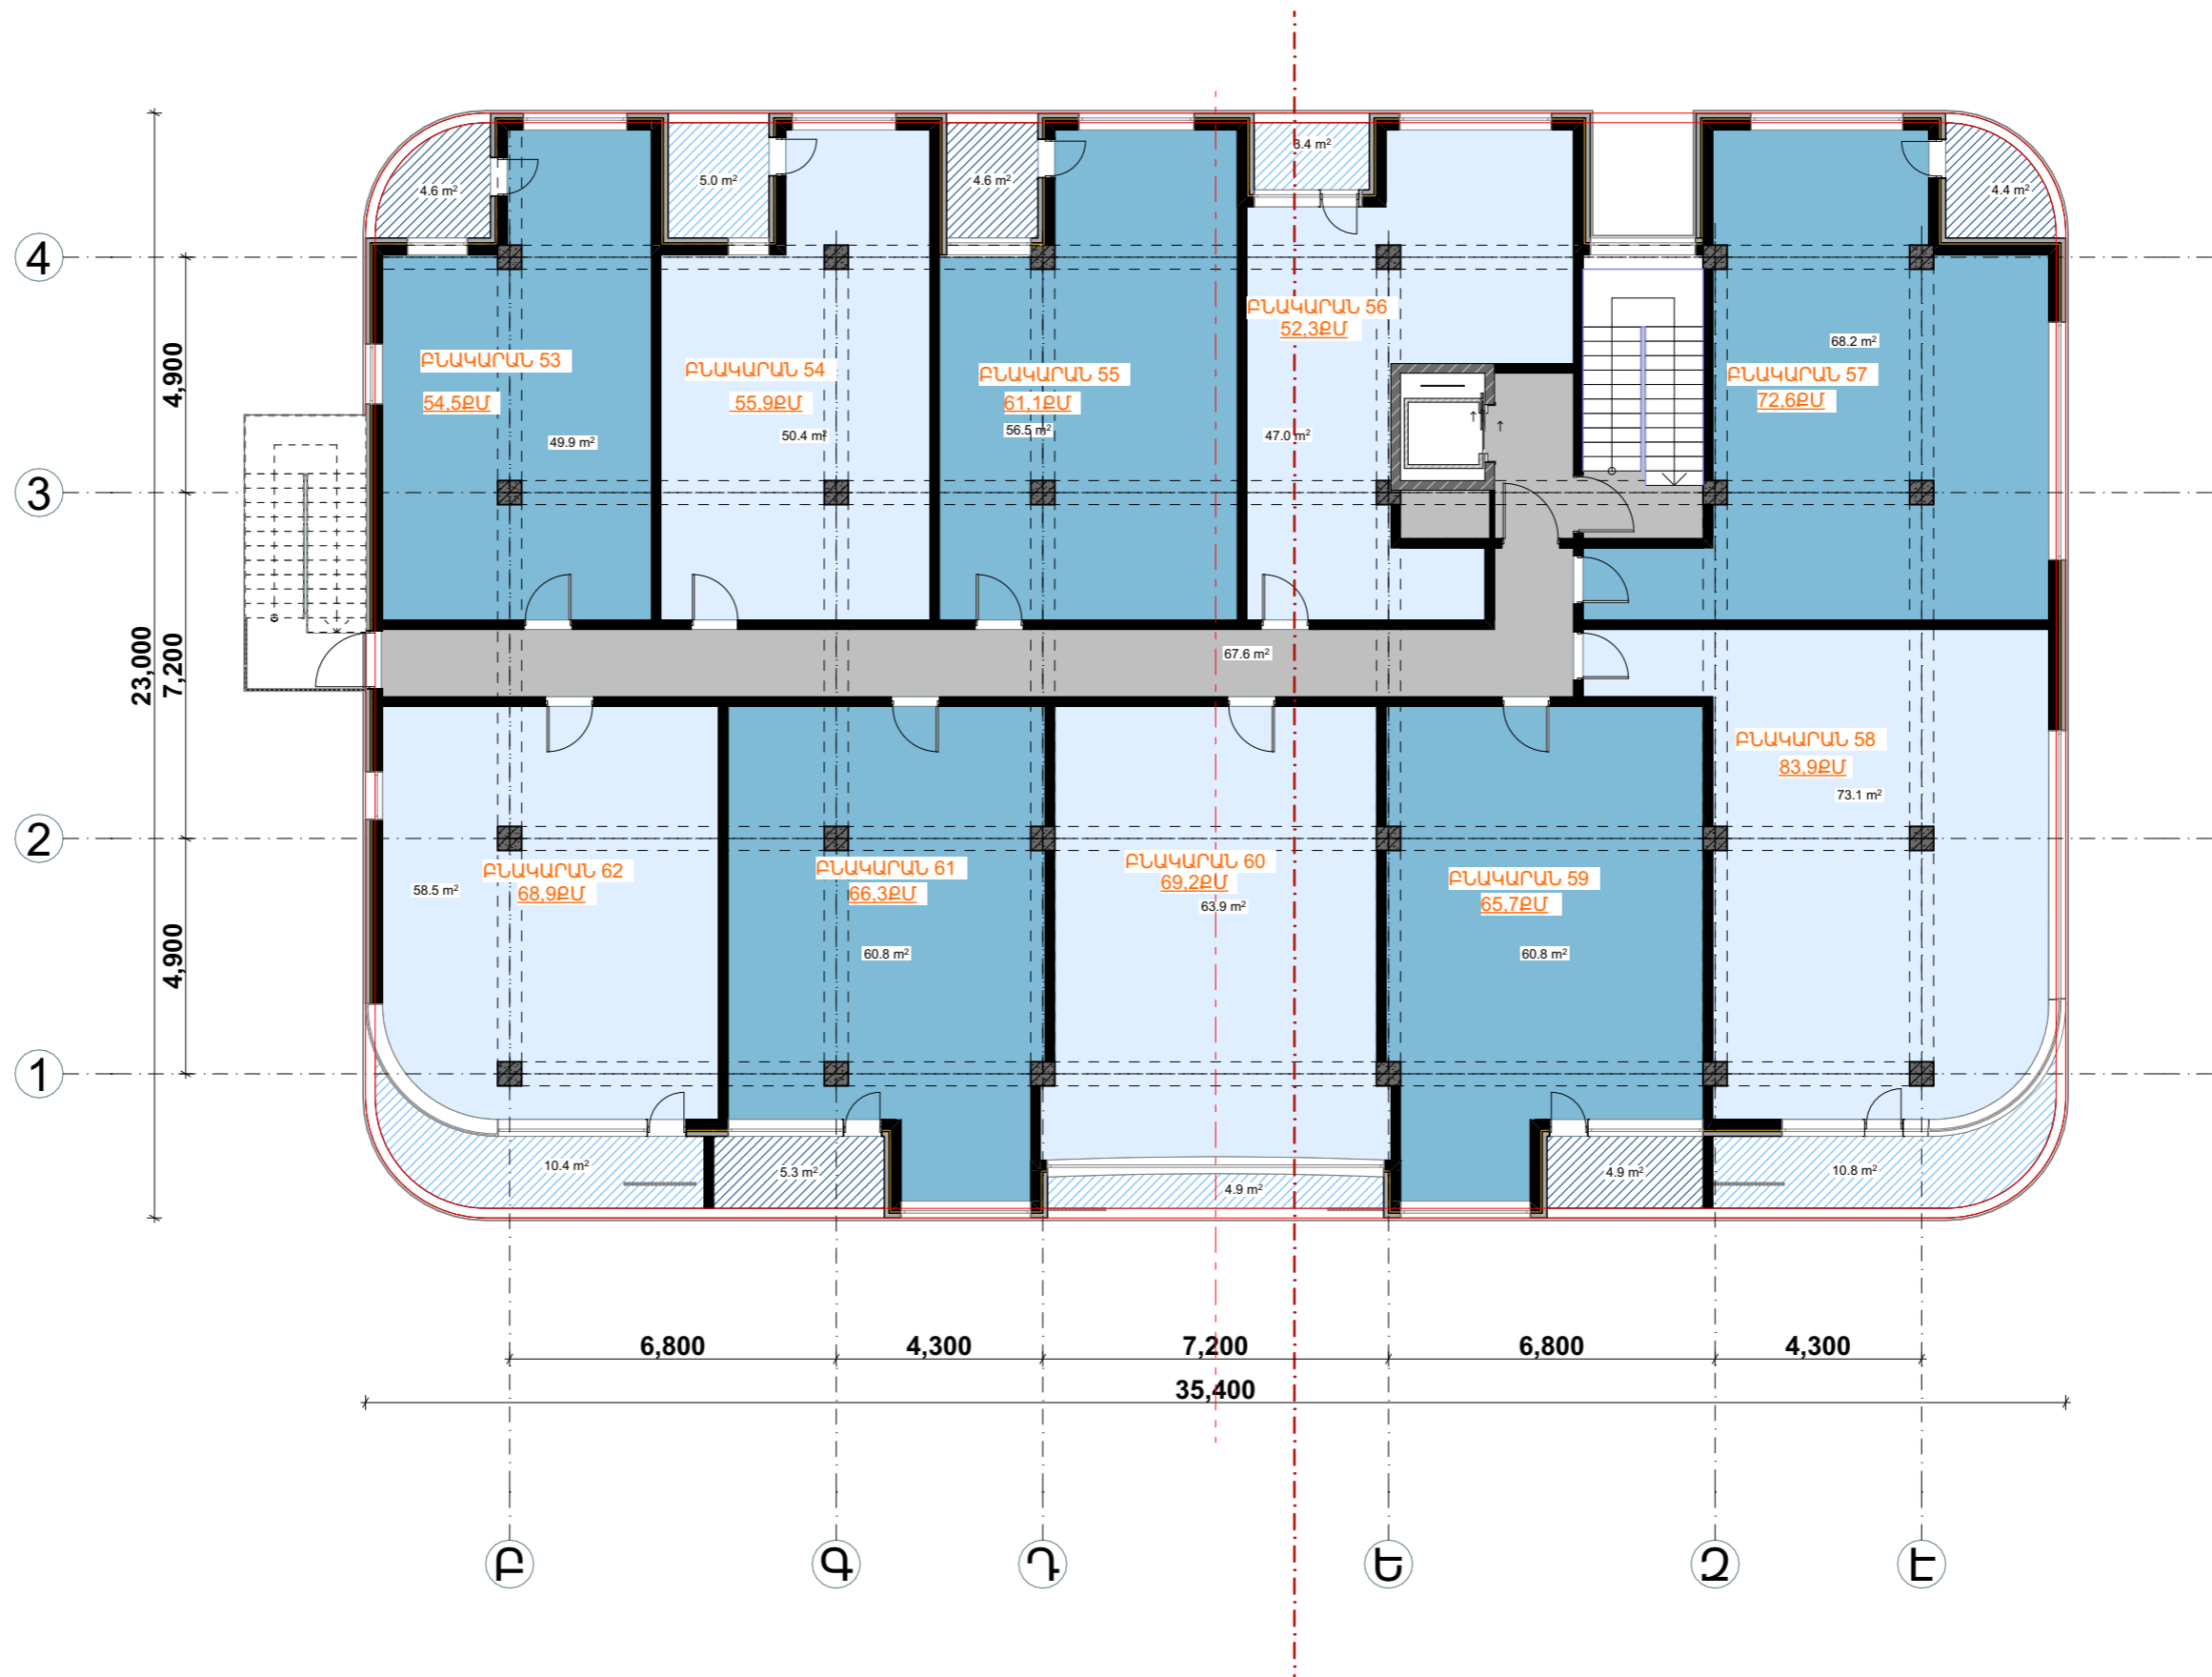 3.4 m²
4.6 m²
5.0 m²
4.6 m²
4.4 m²
4
ԲՆԱԿԱՐԱՆ 56
52,3ՔՄ
68.2 m²
ԲՆԱԿԱՐԱՆ 53
54,5ՔՄ
ԲՆԱԿԱՐԱՆ 54
55,9ՔՄ
ԲՆԱԿԱՐԱՆ 55
61,1ՔՄ
ԲՆԱԿԱՐԱՆ 57
72,6ՔՄ
4,900
49.9 m²
50.4 m²
56.5 m²
47.0 m²
3
23,000
7,200
67.6 m²
ԲՆԱԿԱՐԱՆ 58
83,9ՔՄ
73.1 m²
2
ԲՆԱԿԱՐԱՆ 62
68,9ՔՄ
58.5 m²
ԲՆԱԿԱՐԱՆ 61
66,3ՔՄ
ԲՆԱԿԱՐԱՆ 60
69,2ՔՄ
63.9 m²
ԲՆԱԿԱՐԱՆ 59
65,7ՔՄ
4,900
60.8 m²
60.8 m²
1
10.4 m²
5.3 m²
4.9 m²
4.9 m²
10.8 m²
6,800
4,300
7,200
6,800
4,300
35,400
Բ
Գ
Դ
Ե
Զ
Է